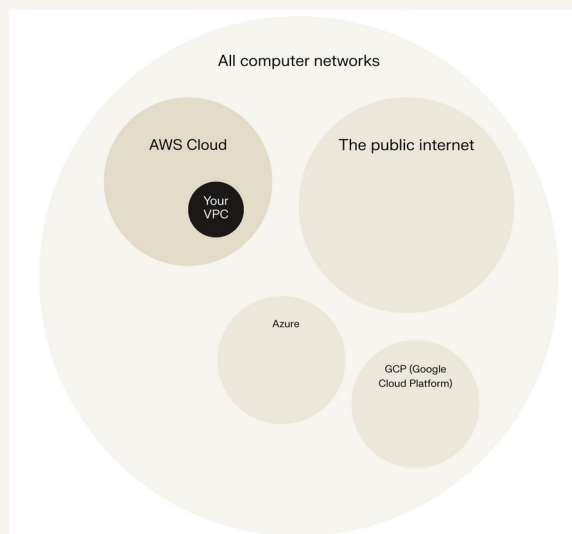 All computer networks
AWS Cloud
The public internet
Your
VPC
Azure
GCP (Google
Cloud Platform)